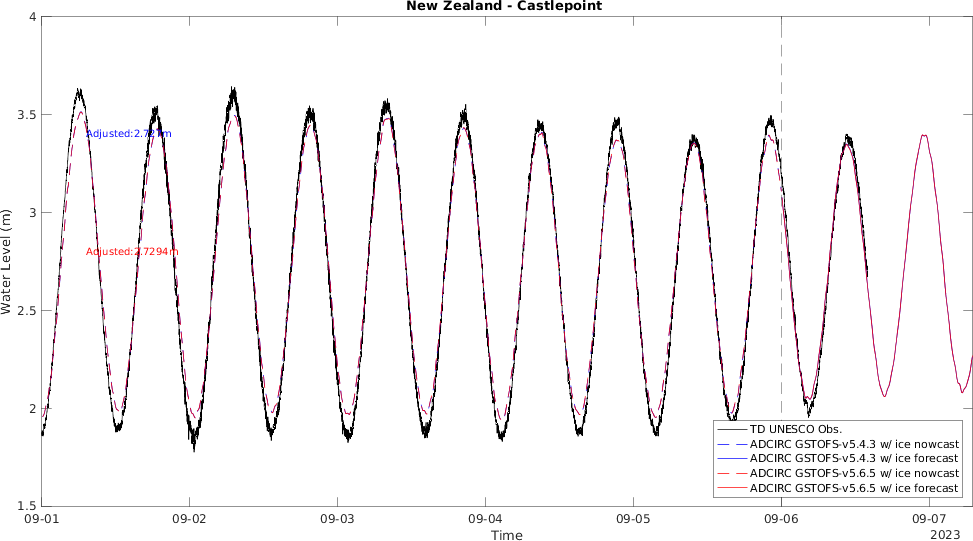 New Zealand - Castlepoint
4
3.5
3
2.5
2
1.5
Water Level (m)
Adjusted:2.7294m
09-01
09-02
09-03
09-04
09-05
09-06
09-07
Time
2023
TD UNESCO Obs.
ADCIRC GSTOFS-v5.4.3 w/ ice nowcast
ADCIRC GSTOFS-v5.4.3 w/ ice forecast
ADCIRC GSTOFS-v5.6.5 w/ ice nowcast
ADCIRC GSTOFS-v5.6.5 w/ ice forecast